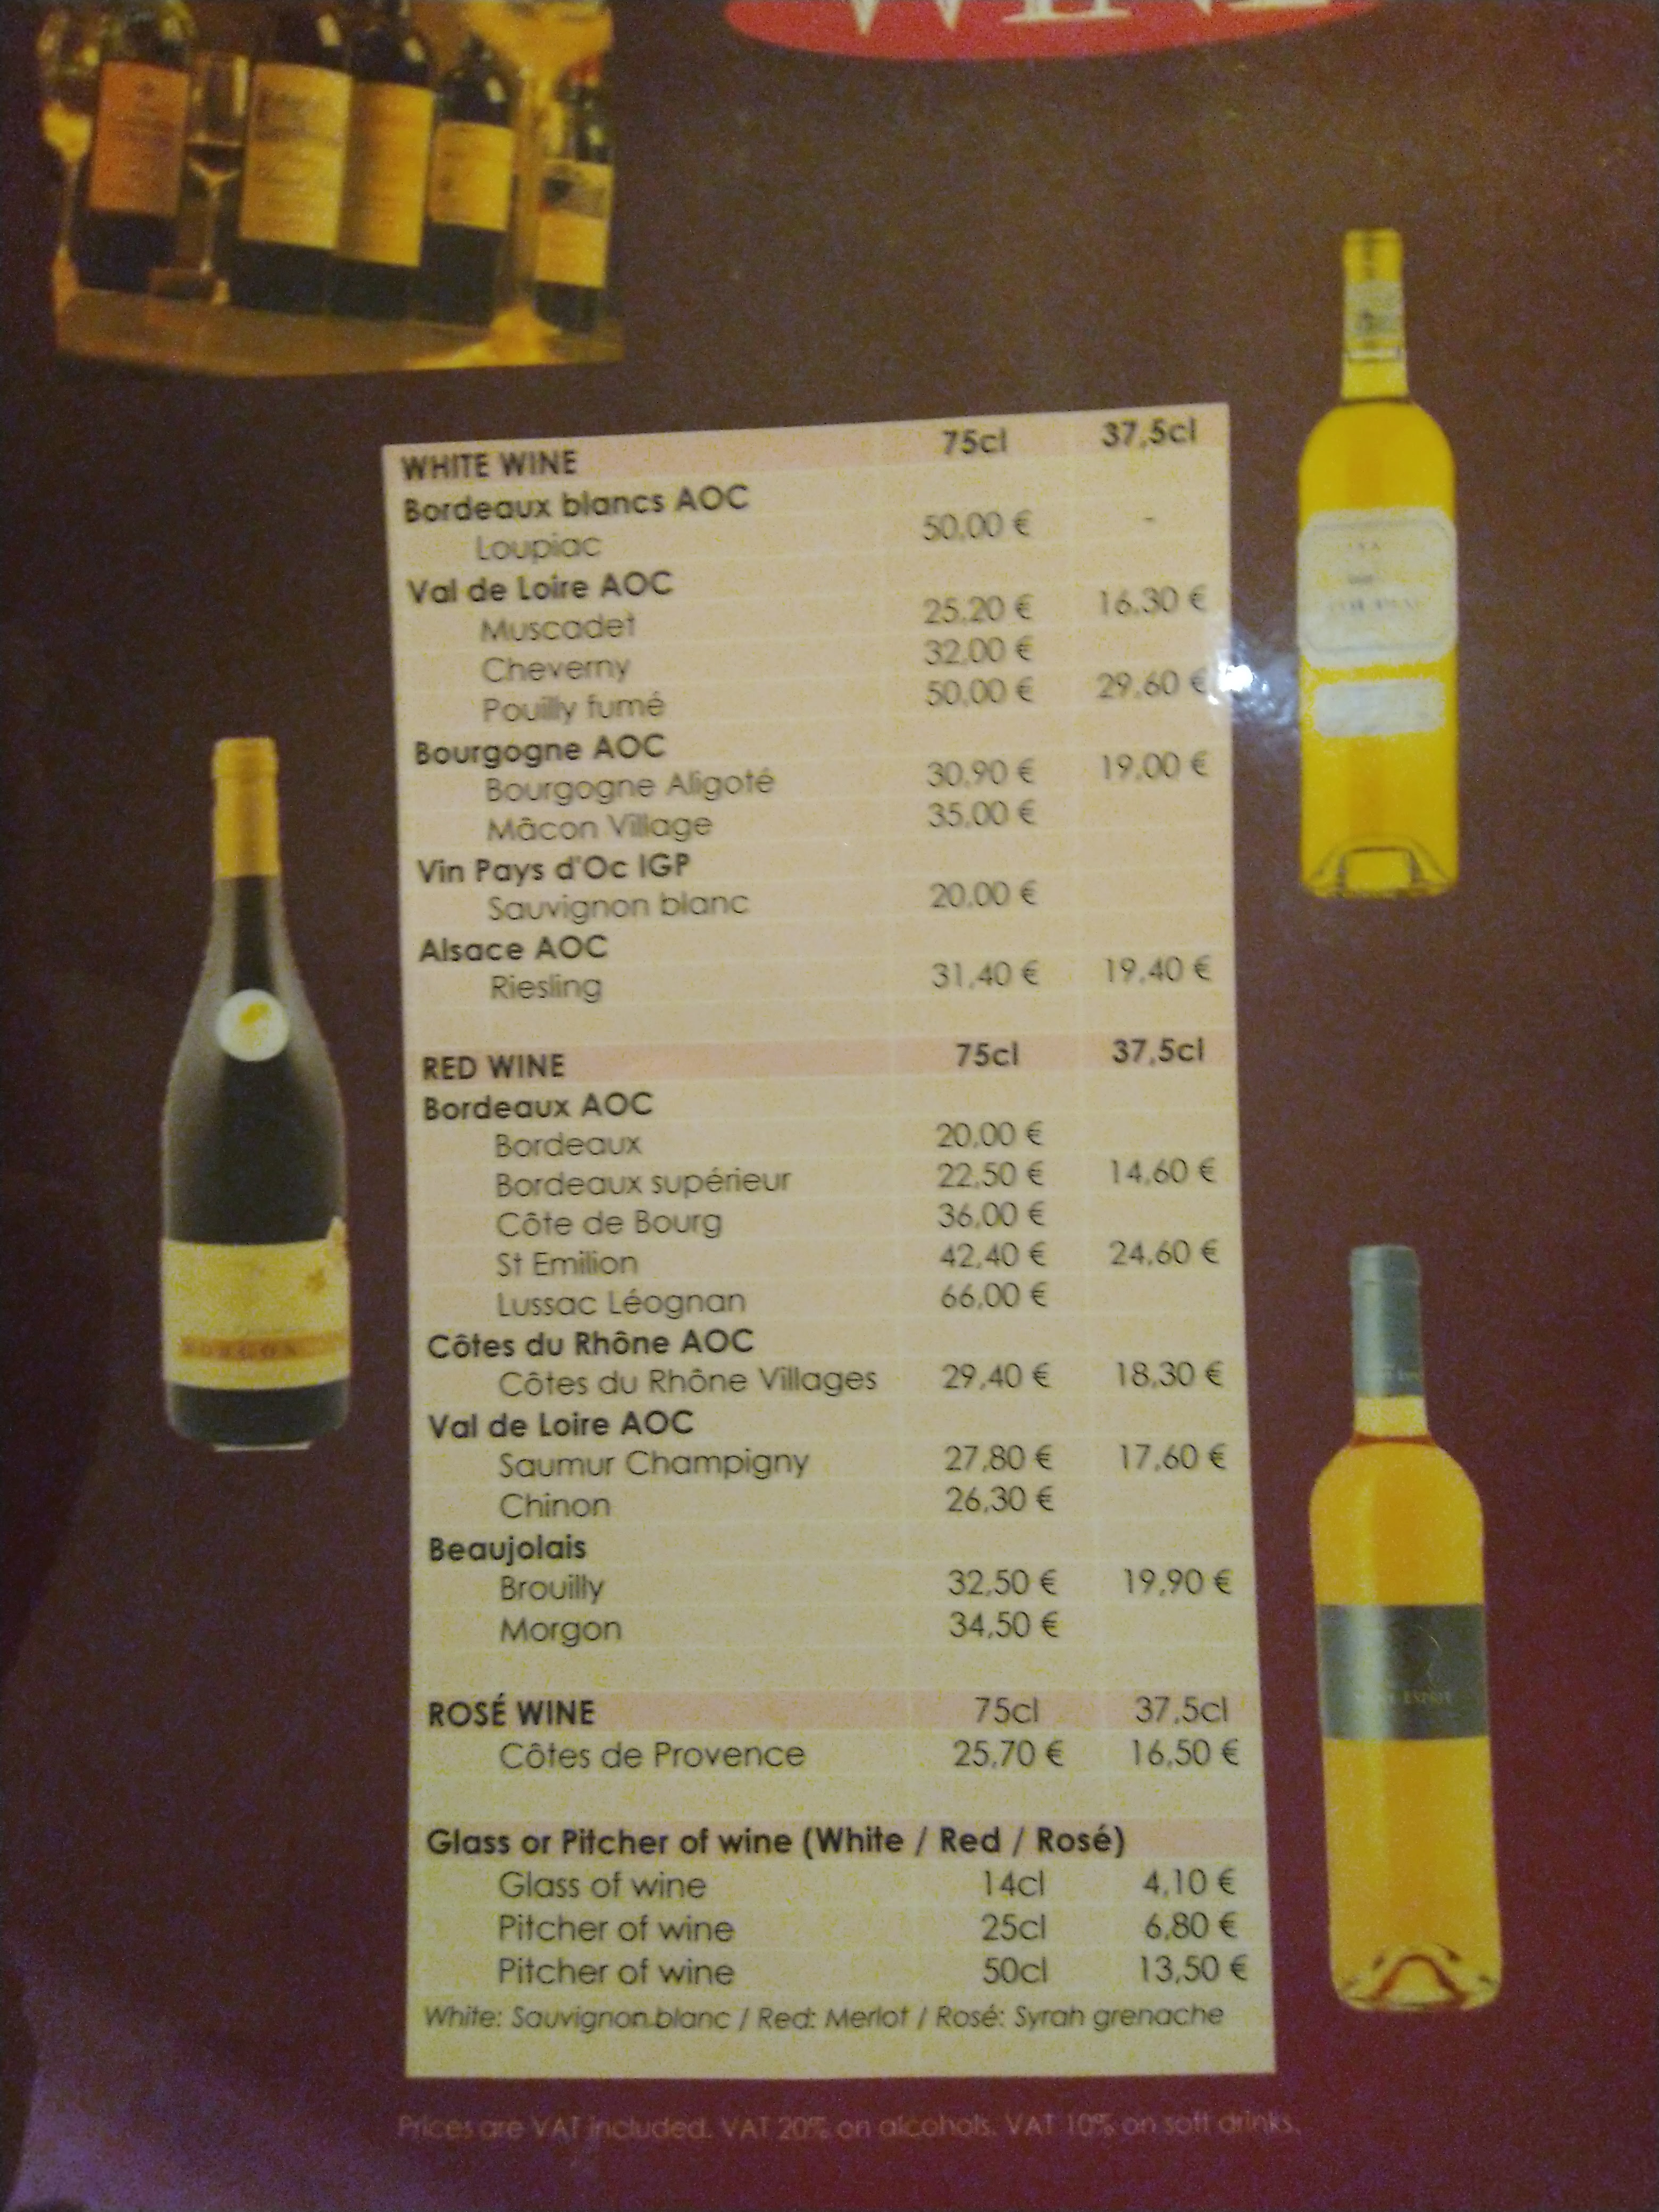 WINE
WHITE WINE 75cl 37,5cl
Bordeaux blancs AOC
Loupiac 50,00 € -
Val de Loire AOC
Muscadet 25,20 € 16,30 €
Cheverny 32,00 €
Pouilly fumé 50,00 € 29,60 €
Bourgogne AOC
Bourgogne Aligoté 30,90 € 19,00 €
Mâcon Village 35,00 €
Vin Pays d'Oc IGP
Sauvignon blanc 20,00 €
Alsace AOC
Riesling 31,40 € 19,40 €
RED WINE 75cl 37,5cl
Bordeaux AOC
Bordeaux 20,00 €
Bordeaux supérieur 22,50 € 14,60 €
Côte de Bourg 36,00 €
St Emilion 42,40 € 24,60 €
Lussac Léognan 66,00 €
Côtes du Rhône AOC
Côtes du Rhône Villages 29,40 € 18,30 €
Val de Loire AOC
Saumur Champigny 27,80 € 17,60 €
Chinon 26,30 €
Beaujolais
Brouilly 32,50 € 19,90 €
Morgon 34,50 €
ROSÉ WINE 75cl 37,5cl
Côtes de Provence 25,70 € 16,50 €
Glass or Pitcher of wine (White / Red / Rosé)
Glass of wine 14cl 4,10 €
Pitcher of wine 25cl 6,80 €
Pitcher of wine 50cl 13,50 €
White: Sauvignon blanc / Red: Merlot / Rosé: Syrah grenache
Prices are VAT included. VAT 20% on alcohols. VAT 10% on soft drinks.
MORGON